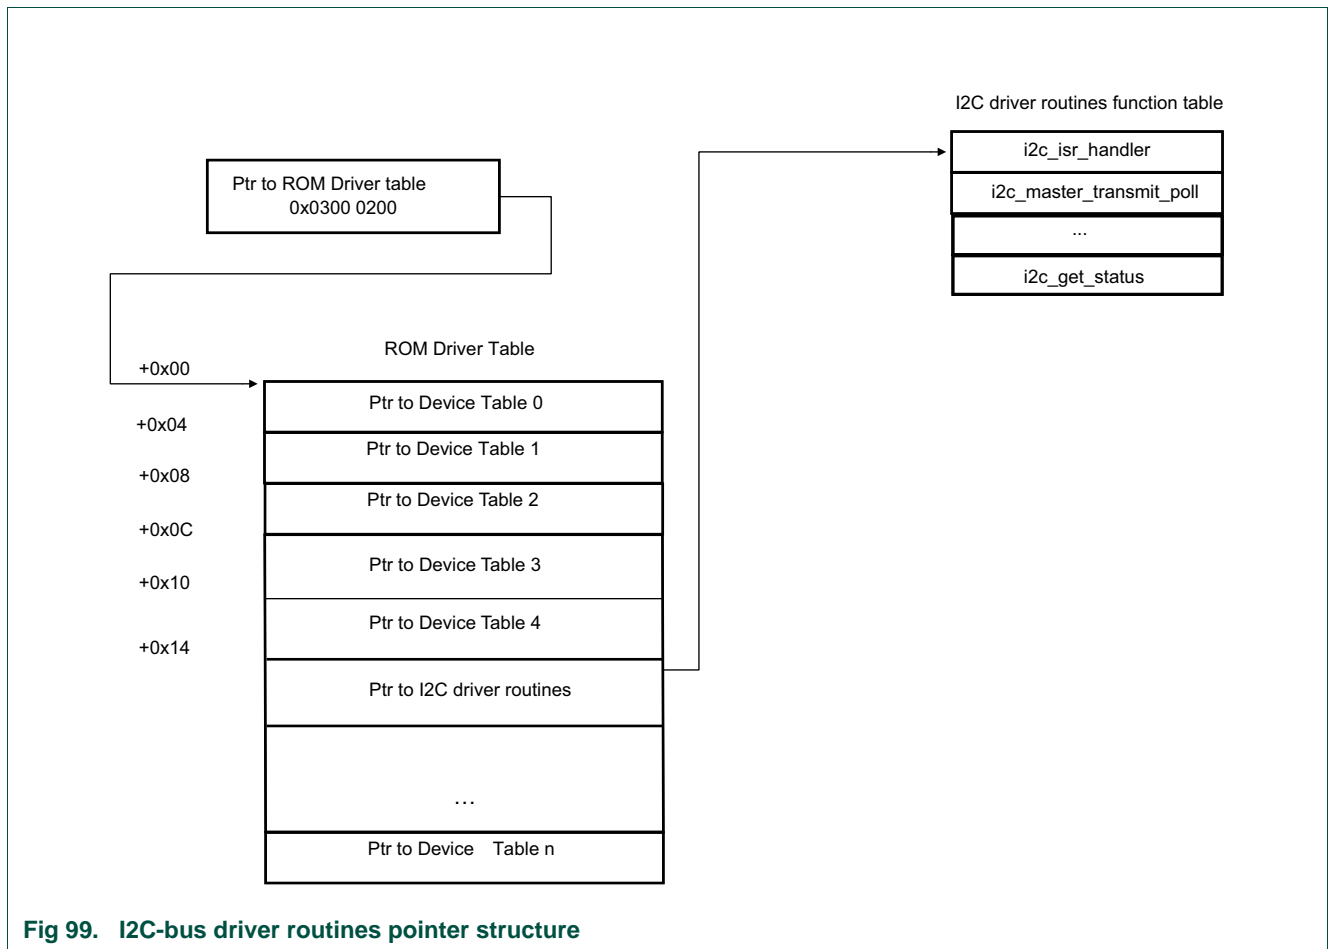 I2C driver routines function table
i2c_isr_handler
i2c_master_transmit_poll
...
i2c_get_status
Ptr to ROM Driver table
0x0300 0200
ROM Driver Table
+0x00
Ptr to Device Table 0
+0x04
Ptr to Device Table 1
+0x08
Ptr to Device Table 2
+0x0C
Ptr to Device Table 3
+0x10
Ptr to Device Table 4
+0x14
Ptr to I2C driver routines
...
Ptr to Device Table n
Fig 99. I2C-bus driver routines pointer structure